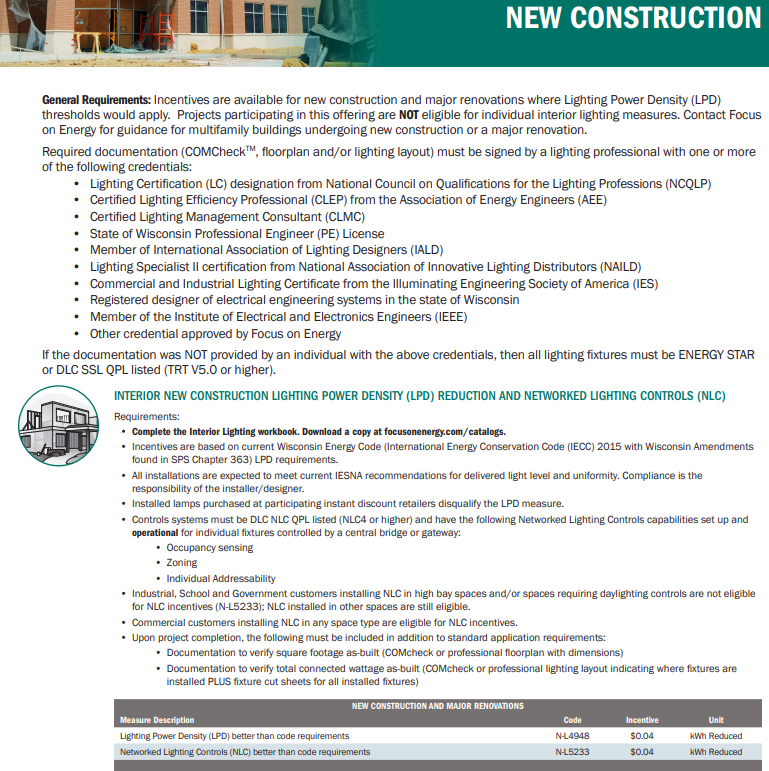 NEW CONSTRUCTION
General Requirements: Incentives are available for new construction and major renovations where Lighting Power Density (LPD)
thresholds would apply.  Projects participating in this offering are NOT eligible for individual interior lighting measures. Contact Focus
on Energy for guidance for multifamily buildings undergoing new construction or a major renovation.
Required documentation (COMCheck™, floorplan and/or lighting layout) must be signed by a lighting professional with one or more
of the following credentials:
• Lighting Certification (LC) designation from National Council on Qualifications for the Lighting Professions (NCQLP)
• Certified Lighting Efficiency Professional (CLEP) from the Association of Energy Engineers (AEE)
• Certified Lighting Management Consultant (CLMC)
• State of Wisconsin Professional Engineer (PE) License
• Member of International Association of Lighting Designers (IALD)
• Lighting Specialist II certification from National Association of Innovative Lighting Distributors (NAILD)
• Commercial and Industrial Lighting Certificate from the Illuminating Engineering Society of America (IES)
• Registered designer of electrical engineering systems in the state of Wisconsin
• Member of the Institute of Electrical and Electronics Engineers (IEEE)
• Other credential approved by Focus on Energy
If the documentation was NOT provided by an individual with the above credentials, then all lighting fixtures must be ENERGY STAR
or DLC SSL QPL listed (TRT V5.0 or higher).
INTERIOR NEW CONSTRUCTION LIGHTING POWER DENSITY (LPD) REDUCTION AND NETWORKED LIGHTING CONTROLS (NLC)
Requirements:
• Complete the Interior Lighting workbook. Download a copy at focusonenergy.com/catalogs.
• Incentives are based on current Wisconsin Energy Code (International Energy Conservation Code (IECC) 2015 with Wisconsin Amendments
found in SPS Chapter 363) LPD requirements.
• All installations are expected to meet current IESNA recommendations for delivered light level and uniformity. Compliance is the
responsibility of the installer/designer.
• Installed lamps purchased at participating instant discount retailers disqualify the LPD measure.
• Controls systems must be DLC NLC QPL listed (NLC4 or higher) and have the following Networked Lighting Controls capabilities set up and
operational for individual fixtures controlled by a central bridge or gateway:
• Occupancy sensing
• Zoning
• Individual Addressability
• Industrial, School and Government customers installing NLC in high bay spaces and/or spaces requiring daylighting controls are not eligible
for NLC incentives (N-L5233); NLC installed in other spaces are still eligible.
• Commercial customers installing NLC in any space type are eligible for NLC incentives.
• Upon project completion, the following must be included in addition to standard application requirements:
• Documentation to verify square footage as-built (COMcheck or professional floorplan with dimensions)
• Documentation to verify total connected wattage as-built (COMcheck or professional lighting layout indicating where fixtures are
installed PLUS fixture cut sheets for all installed fixtures)
NEW CONSTRUCTION AND MAJOR RENOVATIONS
Measure Description Code Incentive Unit
Lighting Power Density (LPD) better than code requirements N-L4948 $0.04 kWh Reduced
Networked Lighting Controls (NLC) better than code requirements N-L5233 $0.04 kWh Reduced